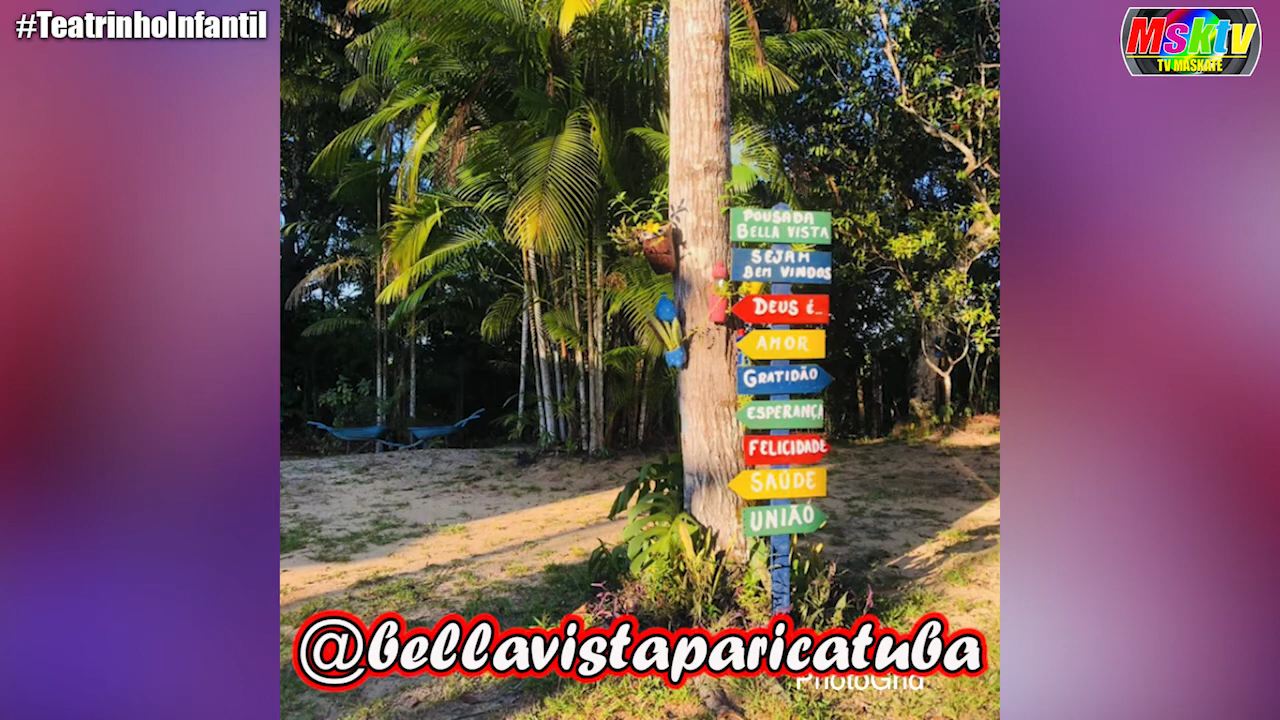 #TeatrinhoInfantil
MsKtv
TV MASKATE
POUSADA
BELLA VISTA
SEJAM
BEM VINDOS
DEUS É...
AMOR
GRATIDÃO
ESPERANÇA
FELICIDADE
SAÚDE
UNIÃO
@bellavistaparicatuba
PhotoGrid